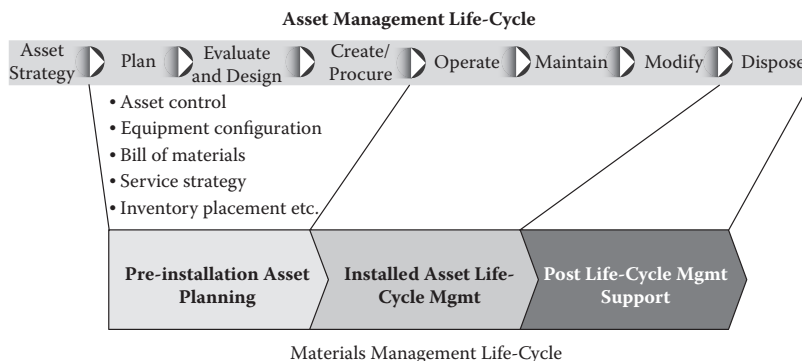 Asset Management Life-Cycle
Asset
Strategy
Plan
Evaluate
and Design
Create/
Procure
Operate
Maintain
Modify
Dispose
• Asset control
• Equipment configuration
• Bill of materials
• Service strategy
• Inventory placement etc.
Pre-installation Asset
Planning
Installed Asset Life-
Cycle Mgmt
Post Life-Cycle Mgmt
Support
Materials Management Life-Cycle